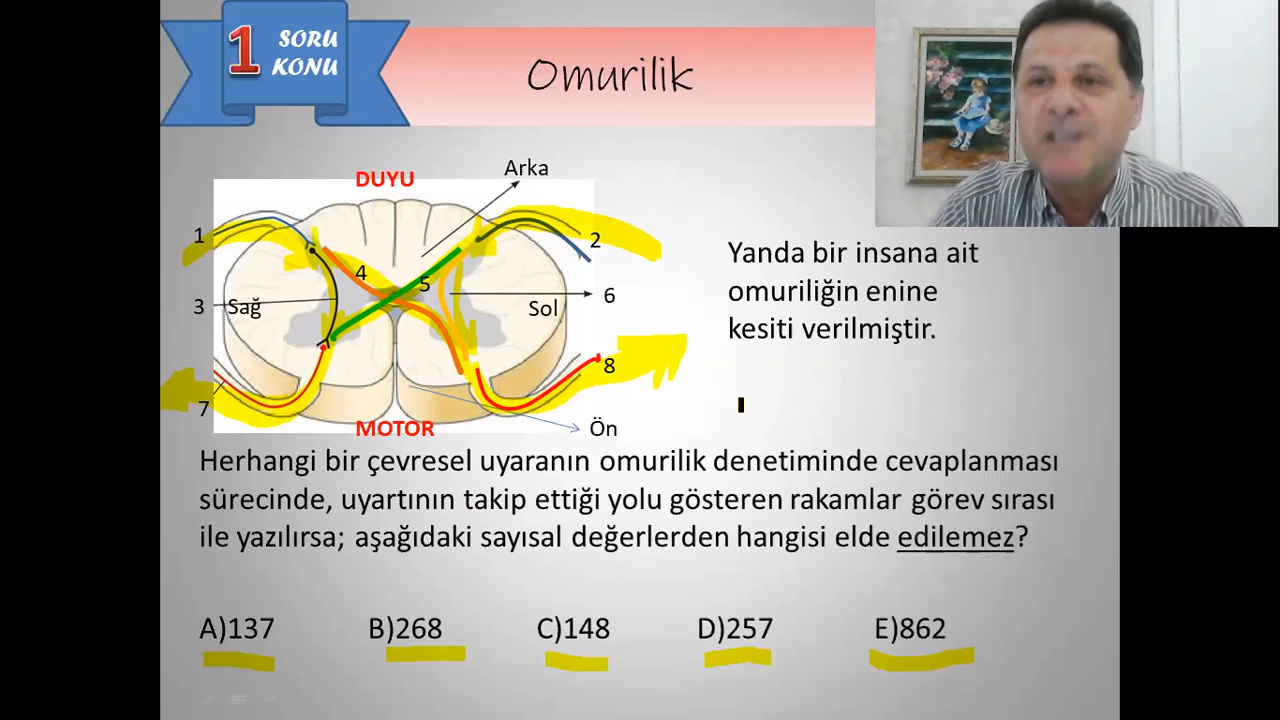 1
SORU
KONU
Omurilik
DUYU
Arka
1
2
4
5
3
Sağ
Sol
6
8
7
MOTOR
Ön
Yanda bir insana ait
omuriliğin enine
kesiti verilmiştir.
Herhangi bir çevresel uyaranın omurilik denetiminde cevaplanması
sürecinde, uyartının takip ettiği yolu gösteren rakamlar görev sırası
ile yazılırsa; aşağıdaki sayısal değerlerden hangisi elde edilemez?
A)137 B)268 C)148 D)257 E)862